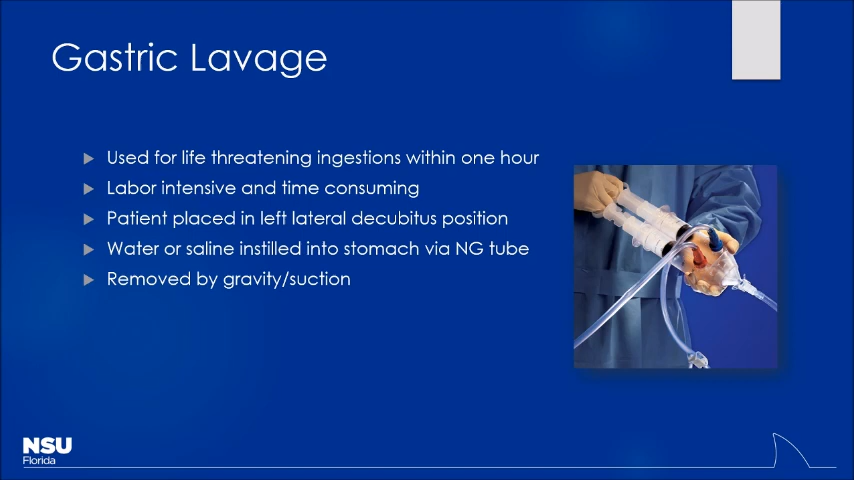 Gastric Lavage
Used for life threatening ingestions within one hour
Labor intensive and time consuming
Patient placed in left lateral decubitus position
Water or saline instilled into stomach via NG tube
Removed by gravity/suction
NSU
Florida